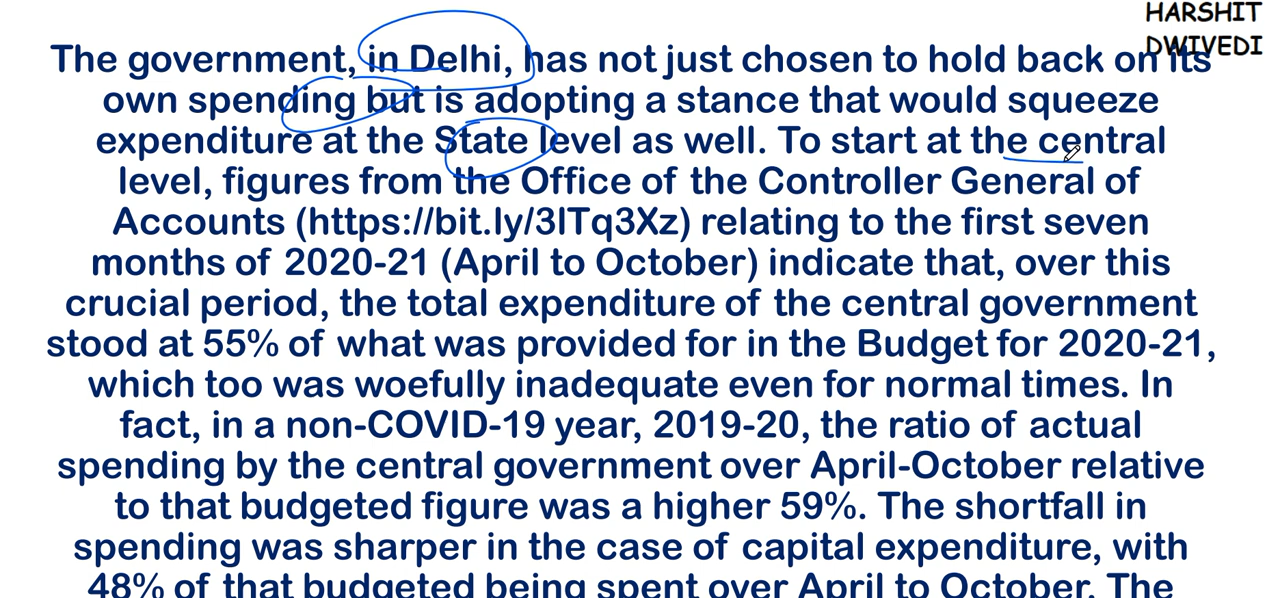 HARSHIT
DWIVEDI
The government, in Delhi, has not just chosen to hold back on its
own spending but is adopting a stance that would squeeze
expenditure at the State level as well. To start at the central
level, figures from the Office of the Controller General of
Accounts (https://bit.ly/3lTq3Xz) relating to the first seven
months of 2020-21 (April to October) indicate that, over this
crucial period, the total expenditure of the central government
stood at 55% of what was provided for in the Budget for 2020-21,
which too was woefully inadequate even for normal times. In
fact, in a non-COVID-19 year, 2019-20, the ratio of actual
spending by the central government over April-October relative
to that budgeted figure was a higher 59%. The shortfall in
spending was sharper in the case of capital expenditure, with
48% of that budgeted being spent over April to October. The